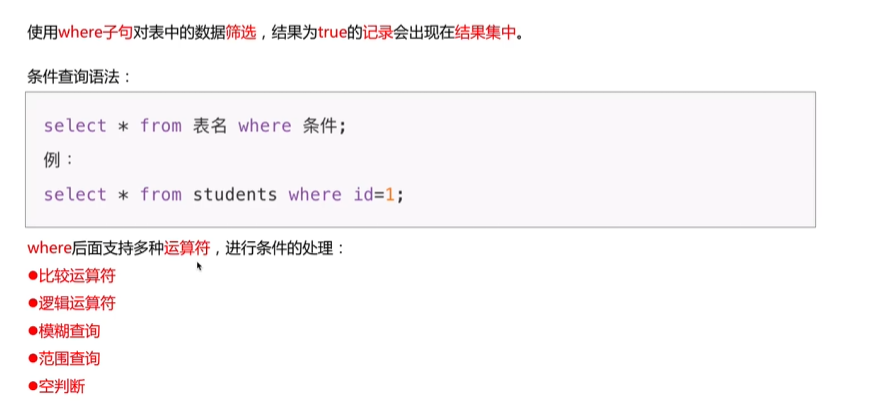 使用where子句对表中的数据筛选，结果为true的记录会出现在结果集中。
条件查询语法：
select * from 表名 where 条件;
例：
select * from students where id=1;
where后面支持多种运算符，进行条件的处理：
●比较运算符
●逻辑运算符
●模糊查询
●范围查询
●空判断